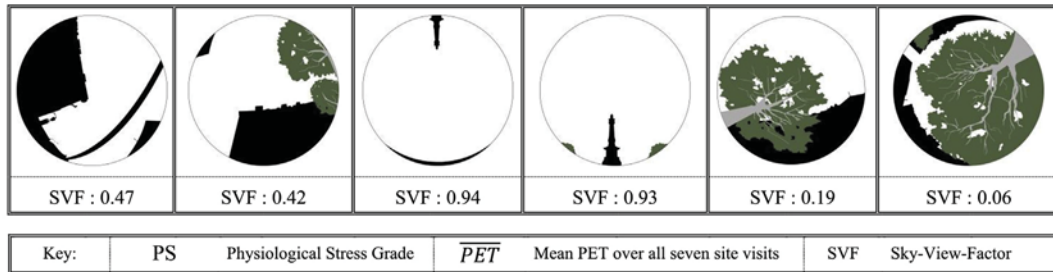 SVF : 0.47 SVF : 0.42 SVF : 0.94 SVF : 0.93 SVF : 0.19 SVF : 0.06
Key: PS Physiological Stress Grade PET Mean PET over all seven site visits SVF Sky-View-Factor